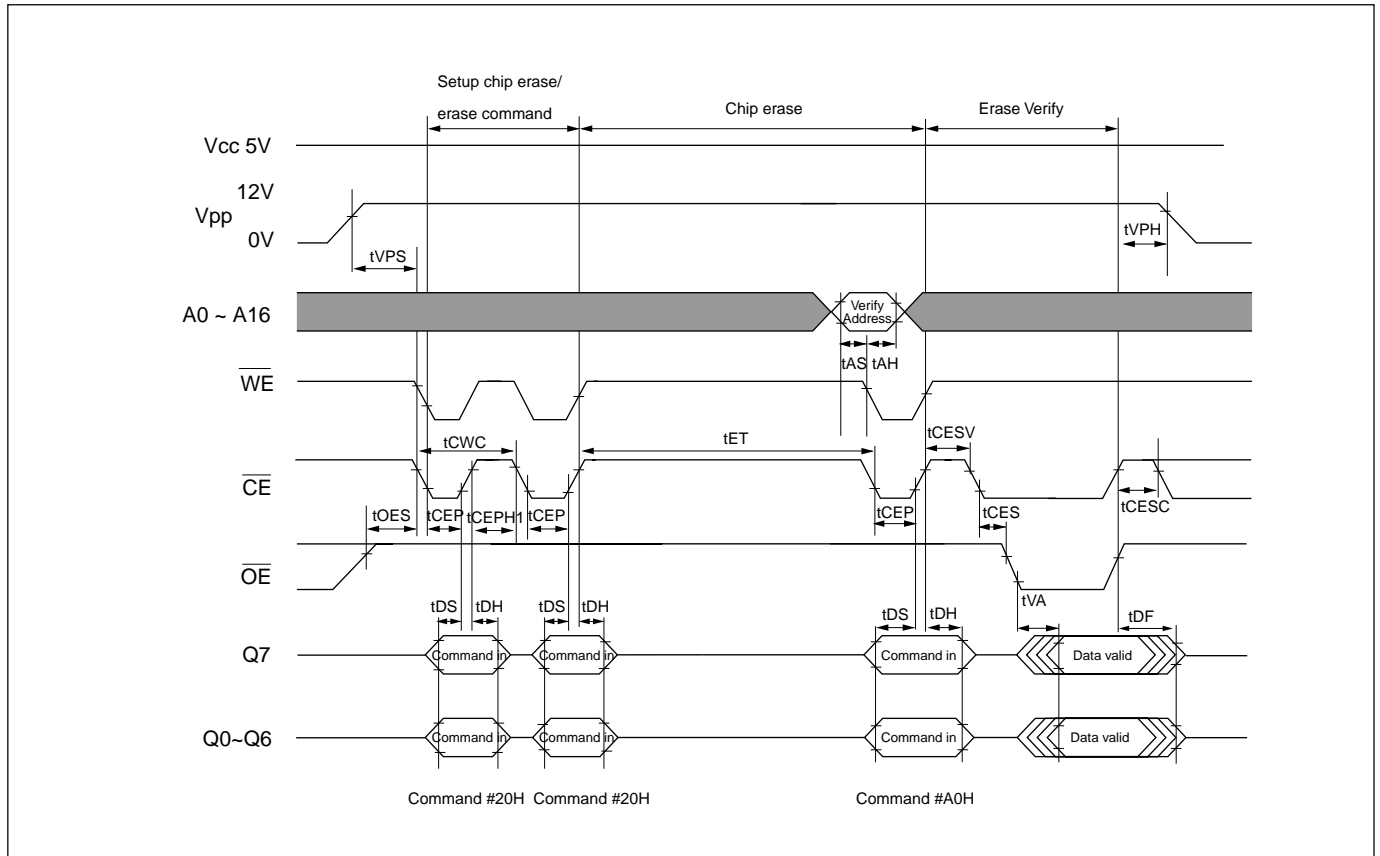 Setup chip erase/
erase command
Chip erase
Erase Verify
Vcc 5V
12V
Vpp
0V
tVPS
tVPH
A0 ~ A16
Verify
Address
tAS
tAH
WE
tCWC
tET
tCESV
CE
tOES
tCEP
tCEPH1
tCEP
tCEP
tCES
tCESC
OE
tVA
tDS
tDH
tDS
tDH
tDS
tDH
tDF
Q7
Command in
Command in
Command in
Data valid
Q0~Q6
Command in
Command in
Command in
Data valid
Command #20H
Command #20H
Command #A0H